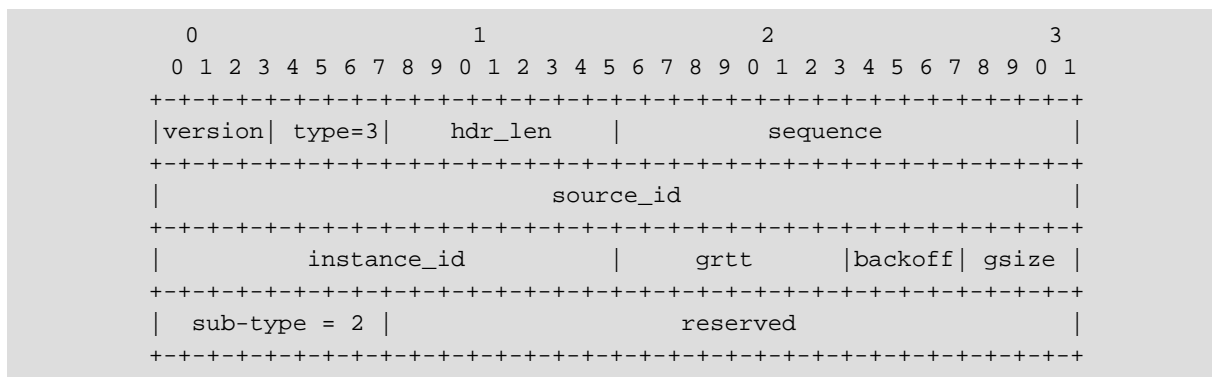 0                   1                   2                   3
 0 1 2 3 4 5 6 7 8 9 0 1 2 3 4 5 6 7 8 9 0 1 2 3 4 5 6 7 8 9 0 1
+-+-+-+-+-+-+-+-+-+-+-+-+-+-+-+-+-+-+-+-+-+-+-+-+-+-+-+-+-+-+-+-+
|version| type=3|    hdr_len    |          sequence             |
+-+-+-+-+-+-+-+-+-+-+-+-+-+-+-+-+-+-+-+-+-+-+-+-+-+-+-+-+-+-+-+-+
|                           source_id                           |
+-+-+-+-+-+-+-+-+-+-+-+-+-+-+-+-+-+-+-+-+-+-+-+-+-+-+-+-+-+-+-+-+
|          instance_id          |     grtt      |backoff| gsize |
+-+-+-+-+-+-+-+-+-+-+-+-+-+-+-+-+-+-+-+-+-+-+-+-+-+-+-+-+-+-+-+-+
|  sub-type = 2 |                    reserved                   |
+-+-+-+-+-+-+-+-+-+-+-+-+-+-+-+-+-+-+-+-+-+-+-+-+-+-+-+-+-+-+-+-+